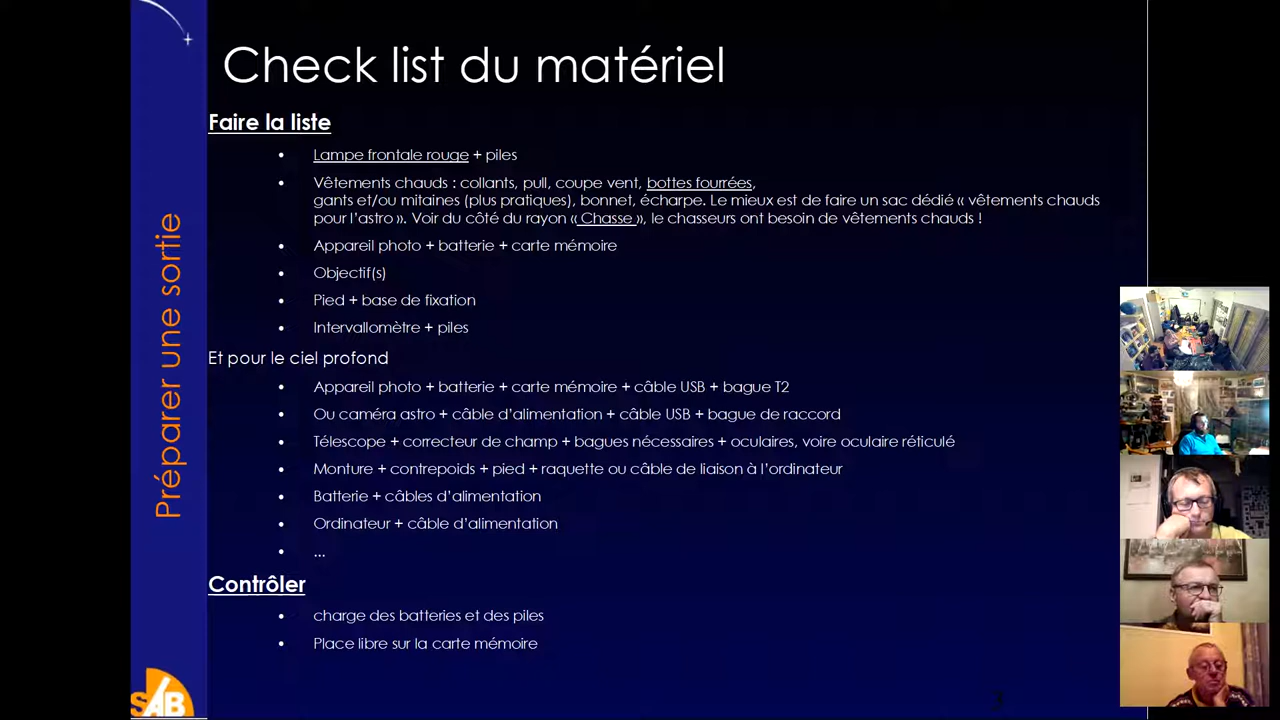 Check list du matériel
Faire la liste
• Lampe frontale rouge + piles
• Vêtements chauds : collants, pull, coupe vent, bottes fourrées,
gants et/ou mitaines (plus pratiques), bonnet, écharpe. Le mieux est de faire un sac dédié « vêtements chauds
pour l'astro ». Voir du côté du rayon « Chasse », le chasseurs ont besoin de vêtements chauds !
• Appareil photo + batterie + carte mémoire
• Objectif(s)
• Pied + base de fixation
• Intervallomètre + piles
Et pour le ciel profond
• Appareil photo + batterie + carte mémoire + câble USB + bague T2
• Ou caméra astro + câble d'alimentation + câble USB + bague de raccord
• Télescope + correcteur de champ + bagues nécessaires + oculaires, voire oculaire réticulé
• Monture + contrepoids + pied + raquette ou câble de liaison à l'ordinateur
• Batterie + câbles d'alimentation
• Ordinateur + câble d'alimentation
• ...
Contrôler
• charge des batteries et des piles
• Place libre sur la carte mémoire
Préparer une sortie
SAB
3